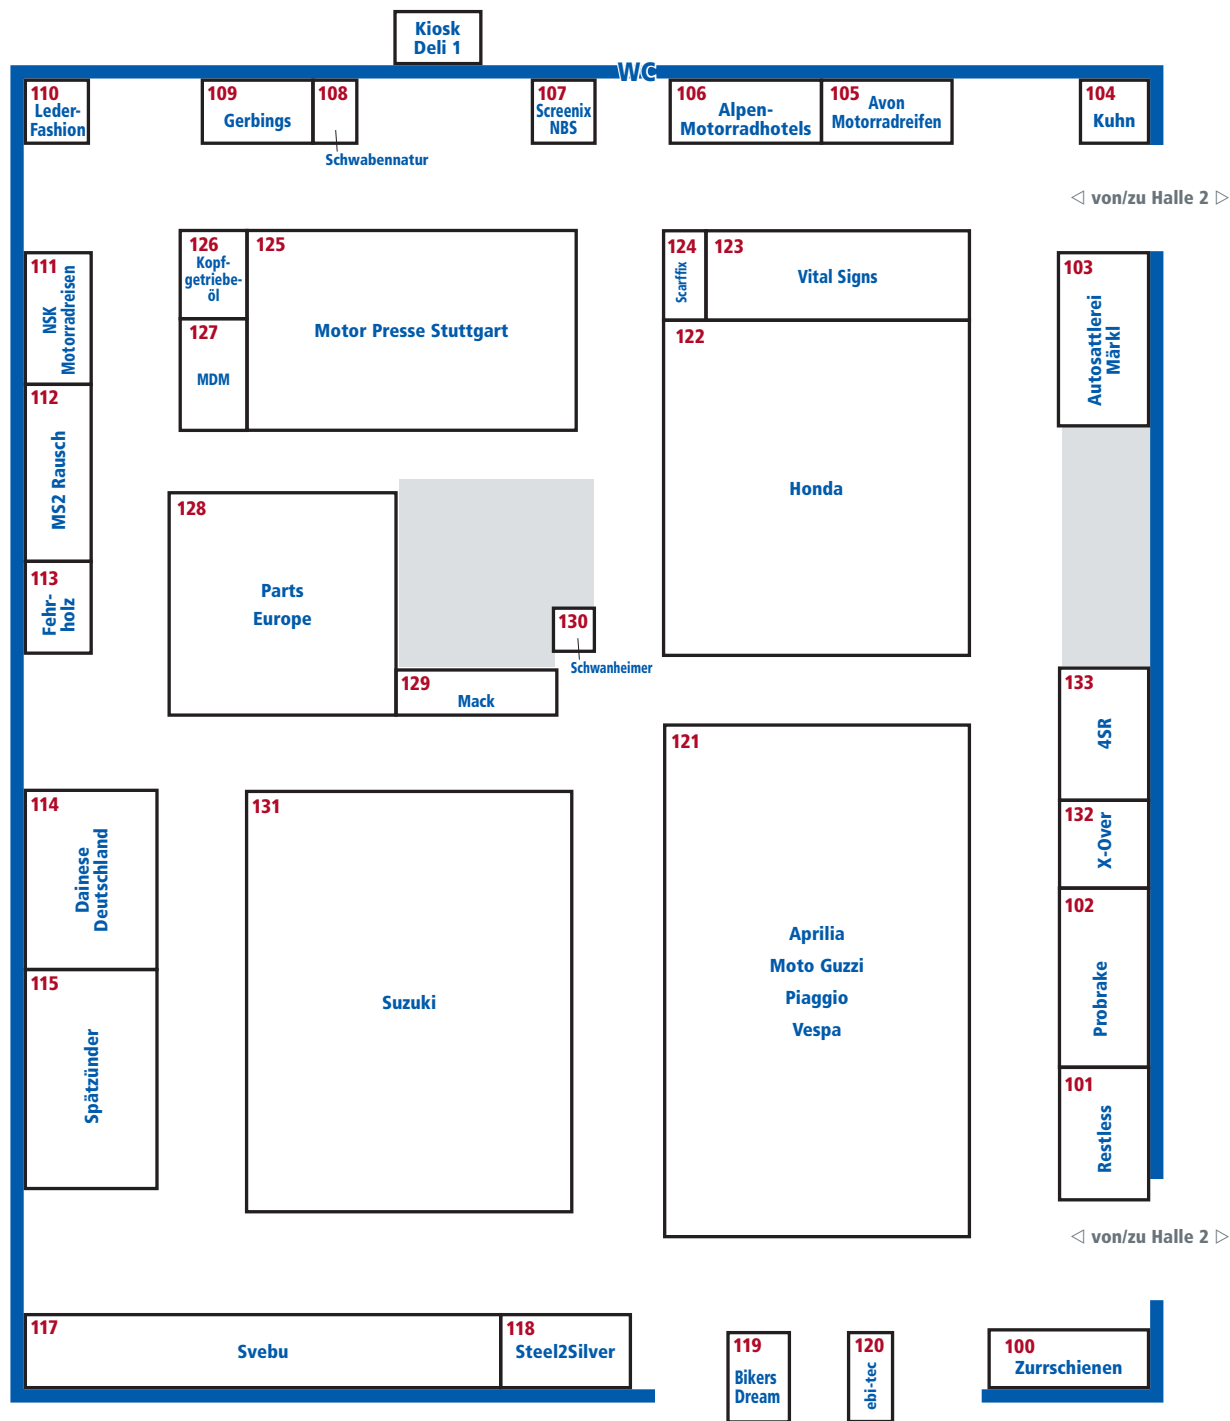 Kiosk
Deli 1
WC
110
Leder-
Fashion
109
Gerbings
108
Schwabennatur
107
Screenix
NBS
106
Alpen-
Motorradhotels
105
Avon
Motorradreifen
104
Kuhn
◁ von/zu Halle 2 ▷
111
NSK
Motorradreisen
126
Kopf-
getriebe-
öl
125
Motor Presse Stuttgart
127
MDM
124
Scarffix
123
Vital Signs
122
Honda
103
Autosattlerei
Märkl
112
MS2 Rausch
113
Fehr-
holz
128
Parts
Europe
130
Schwanheimer
129
Mack
133
4SR
132
X-Over
102
Probrake
101
Restless
114
Dainese
Deutschland
115
Spätzünder
131
Suzuki
121
Aprilia
Moto Guzzi
Piaggio
Vespa
◁ von/zu Halle 2 ▷
117
Svebu
118
Steel2Silver
119
Bikers
Dream
120
ebi-tec
100
Zurrschienen